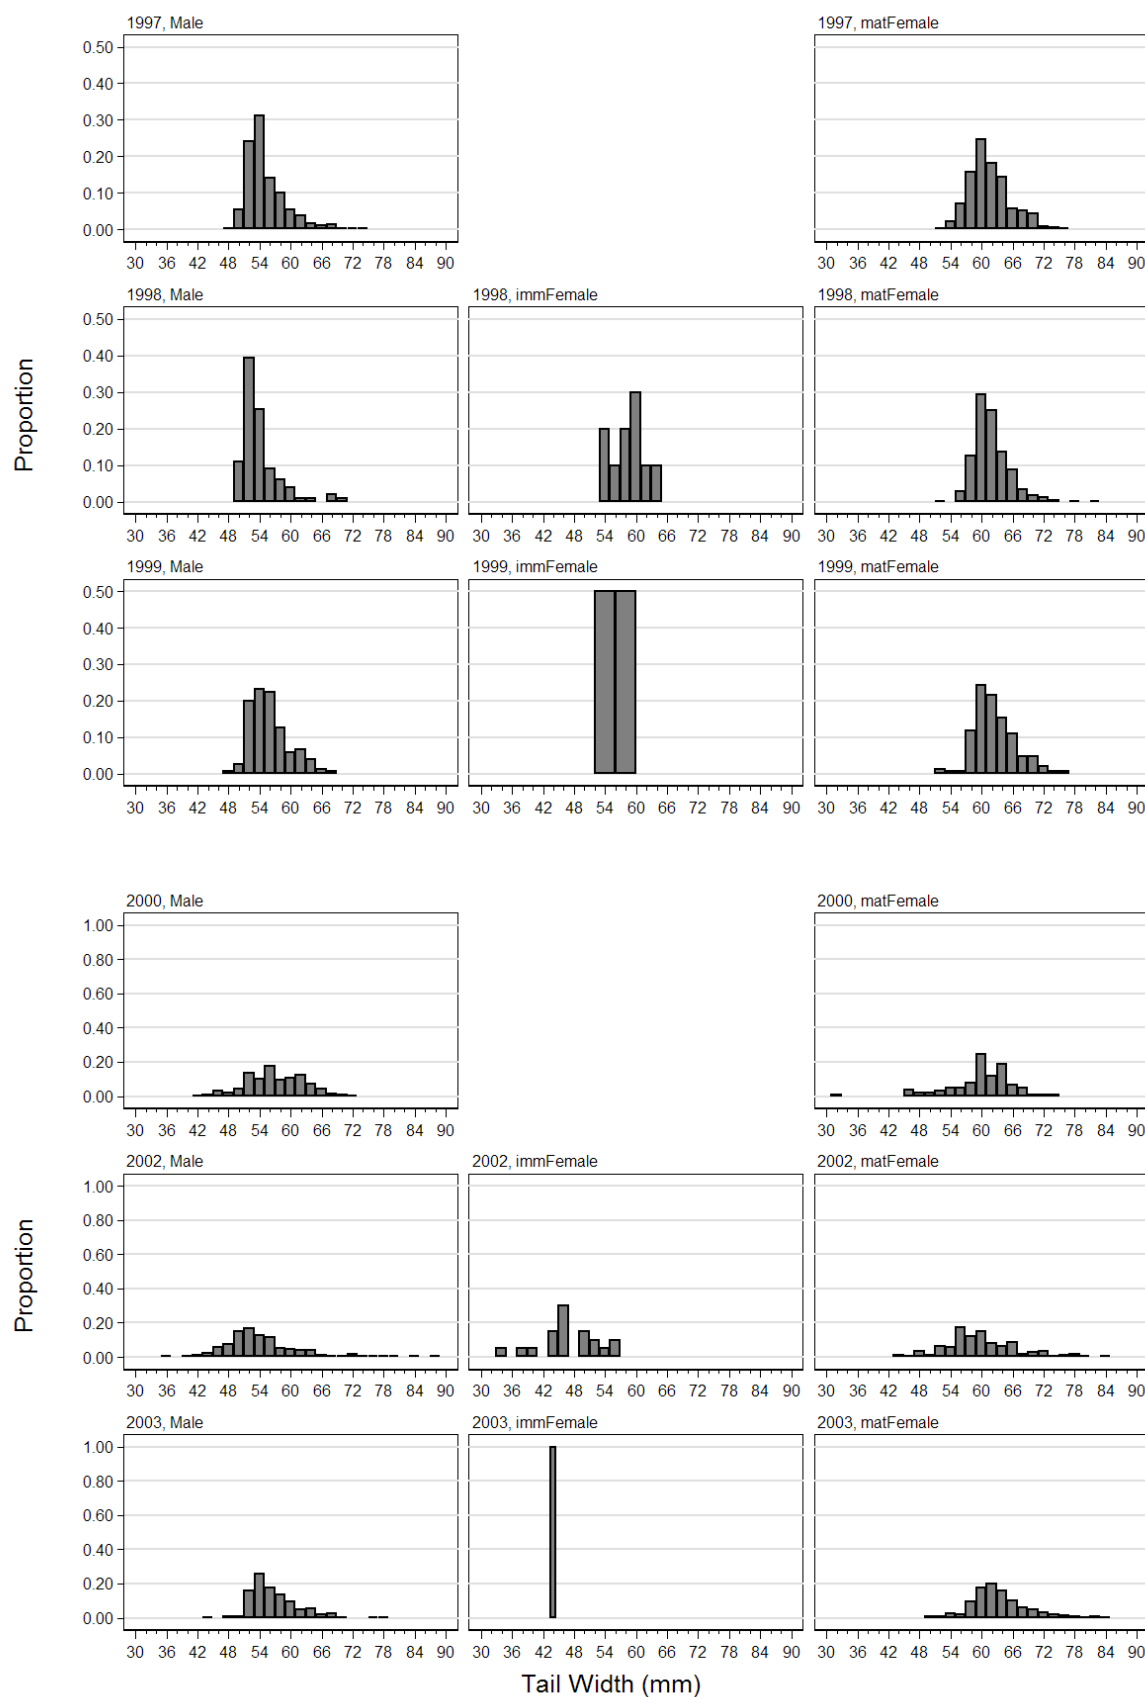 1997, Male
1997, matFemale
0.50
0.40
0.30
0.20
0.10
0.00
30 36 42 48 54 60 66 72 78 84 90
30 36 42 48 54 60 66 72 78 84 90
1998, Male
1998, immFemale
1998, matFemale
0.50
0.40
0.30
0.20
0.10
0.00
30 36 42 48 54 60 66 72 78 84 90
30 36 42 48 54 60 66 72 78 84 90
30 36 42 48 54 60 66 72 78 84 90
Proportion
1999, Male
1999, immFemale
1999, matFemale
0.50
0.40
0.30
0.20
0.10
0.00
30 36 42 48 54 60 66 72 78 84 90
30 36 42 48 54 60 66 72 78 84 90
30 36 42 48 54 60 66 72 78 84 90
2000, Male
2000, matFemale
1.00
0.80
0.60
0.40
0.20
0.00
30 36 42 48 54 60 66 72 78 84 90
30 36 42 48 54 60 66 72 78 84 90
2002, Male
2002, immFemale
2002, matFemale
1.00
0.80
0.60
0.40
0.20
0.00
30 36 42 48 54 60 66 72 78 84 90
30 36 42 48 54 60 66 72 78 84 90
30 36 42 48 54 60 66 72 78 84 90
Proportion
2003, Male
2003, immFemale
2003, matFemale
1.00
0.80
0.60
0.40
0.20
0.00
30 36 42 48 54 60 66 72 78 84 90
30 36 42 48 54 60 66 72 78 84 90
30 36 42 48 54 60 66 72 78 84 90
Tail Width (mm)